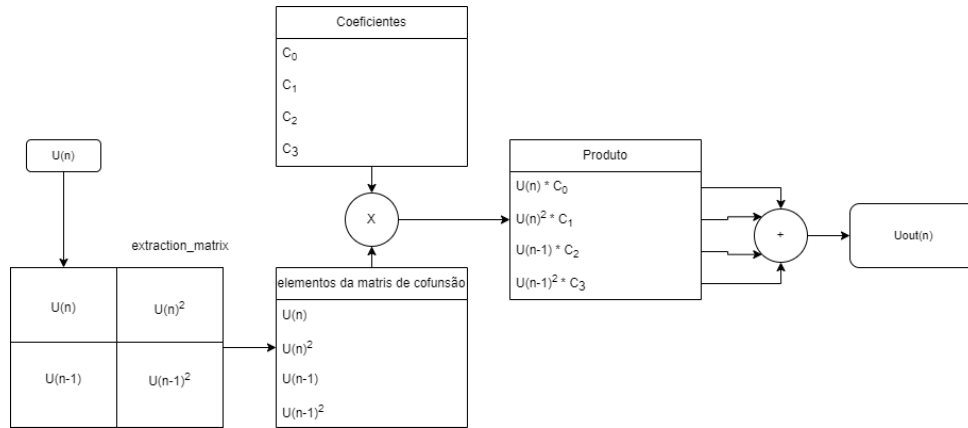 Coeficientes
C₀
C₁
C₂
C₃
U(n)
X
Produto
U(n) * C₀
U(n)² * C₁
U(n-1) * C₂
U(n-1)² * C₃
+
Uout(n)
extraction_matrix
U(n) U(n)²
U(n-1) U(n-1)²
elementos da matris de cofunsão
U(n)
U(n)²
U(n-1)
U(n-1)²